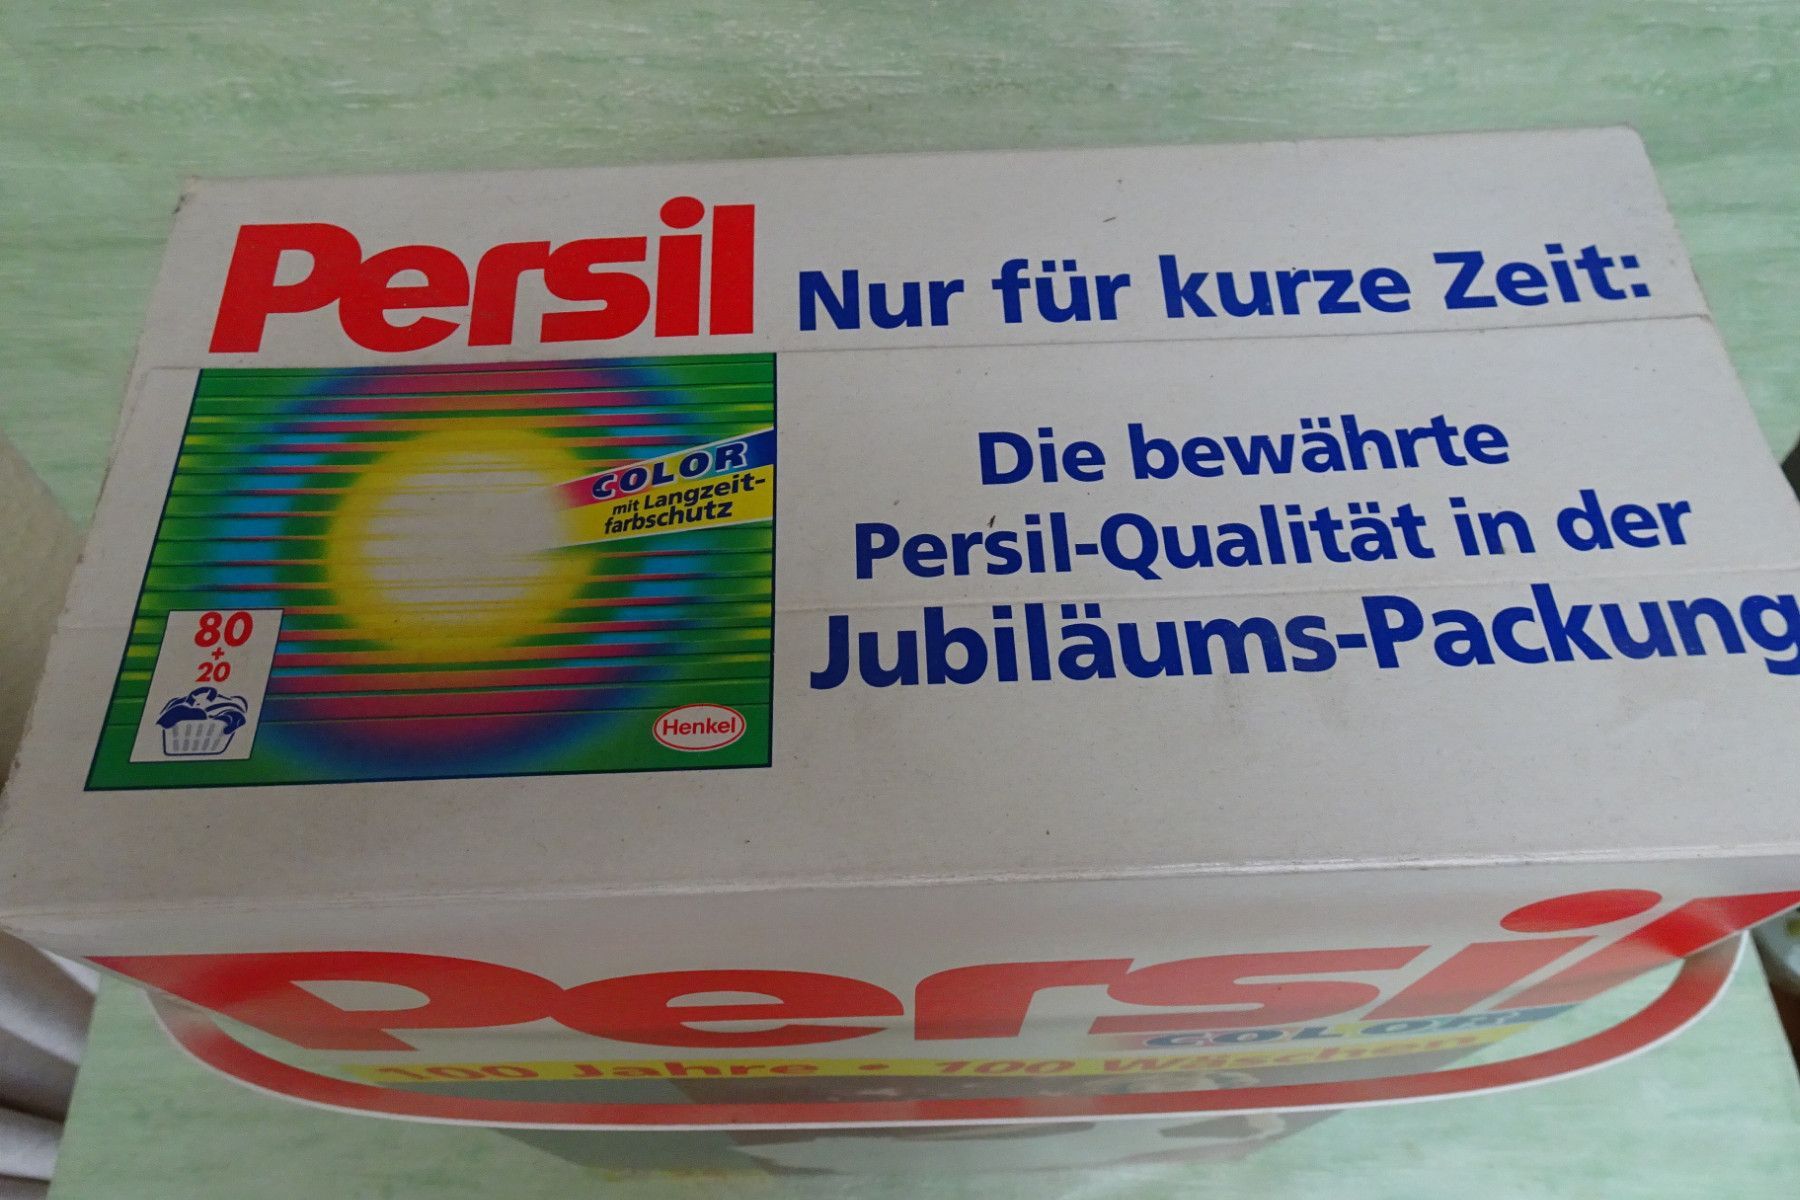 Persil
Nur für kurze Zeit:
COLOR
mit Langzeit-
farbschutz
80
+
20
Henkel
Die bewährte
Persil-Qualität in der
Jubiläums-Packung
Persil
COLOR
100 Jahre • 100 Wäschen